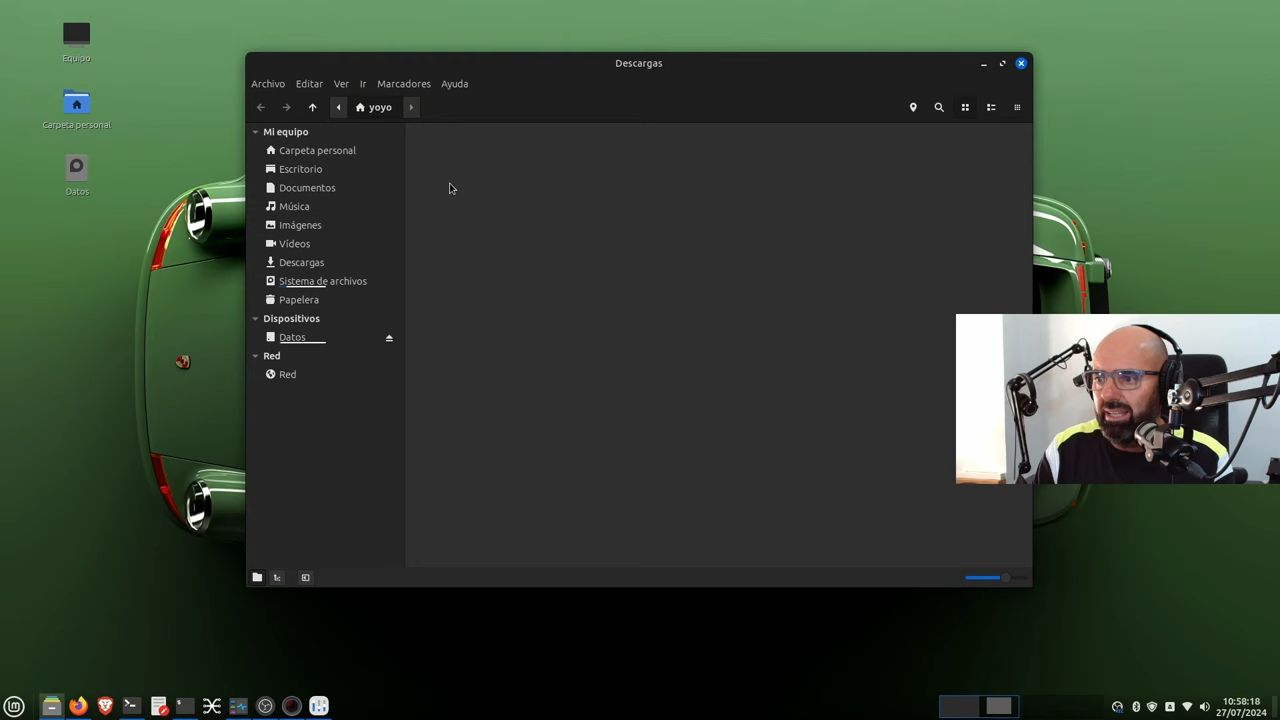 Equipo
Carpeta personal
Datos
Descargas
Archivo Editar Ver Ir Marcadores Ayuda
yoyo
Mi equipo
Carpeta personal
Escritorio
Documentos
Música
Imágenes
Vídeos
Descargas
Sistema de archivos
Papelera
Dispositivos
Datos
Red
Red
10:58:18
27/07/2024